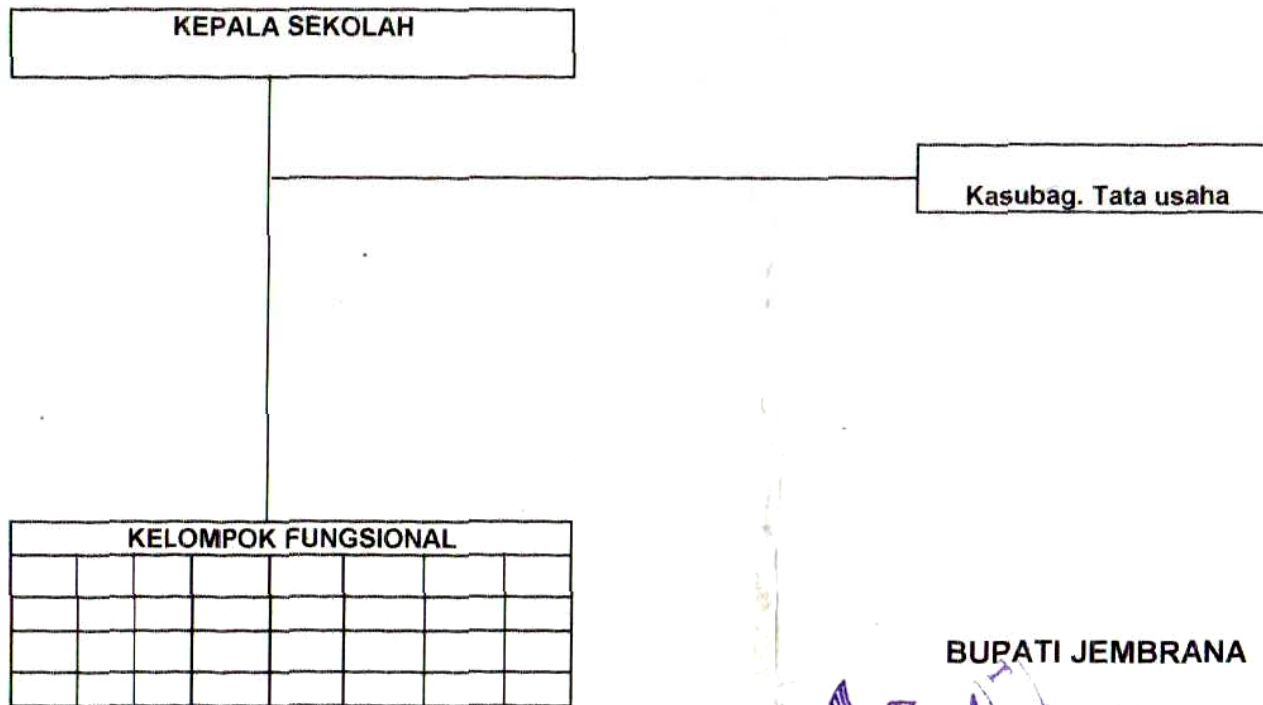 KEPALA SEKOLAH
Kasubag. Tata usaha
KELOMPOK FUNGSIONAL
BUPATI JEMBRANA